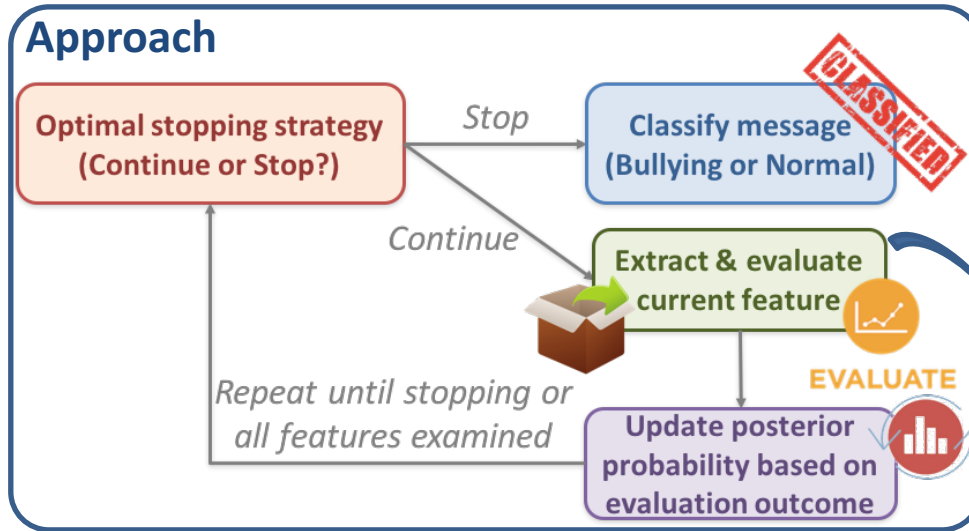 Approach
Optimal stopping strategy
(Continue or Stop?)
Stop
Classify message
(Bullying or Normal)
CLASSIFIED
Continue
Extract & evaluate
current feature
EVALUATE
Repeat until stopping or
all features examined
Update posterior
probability based on
evaluation outcome